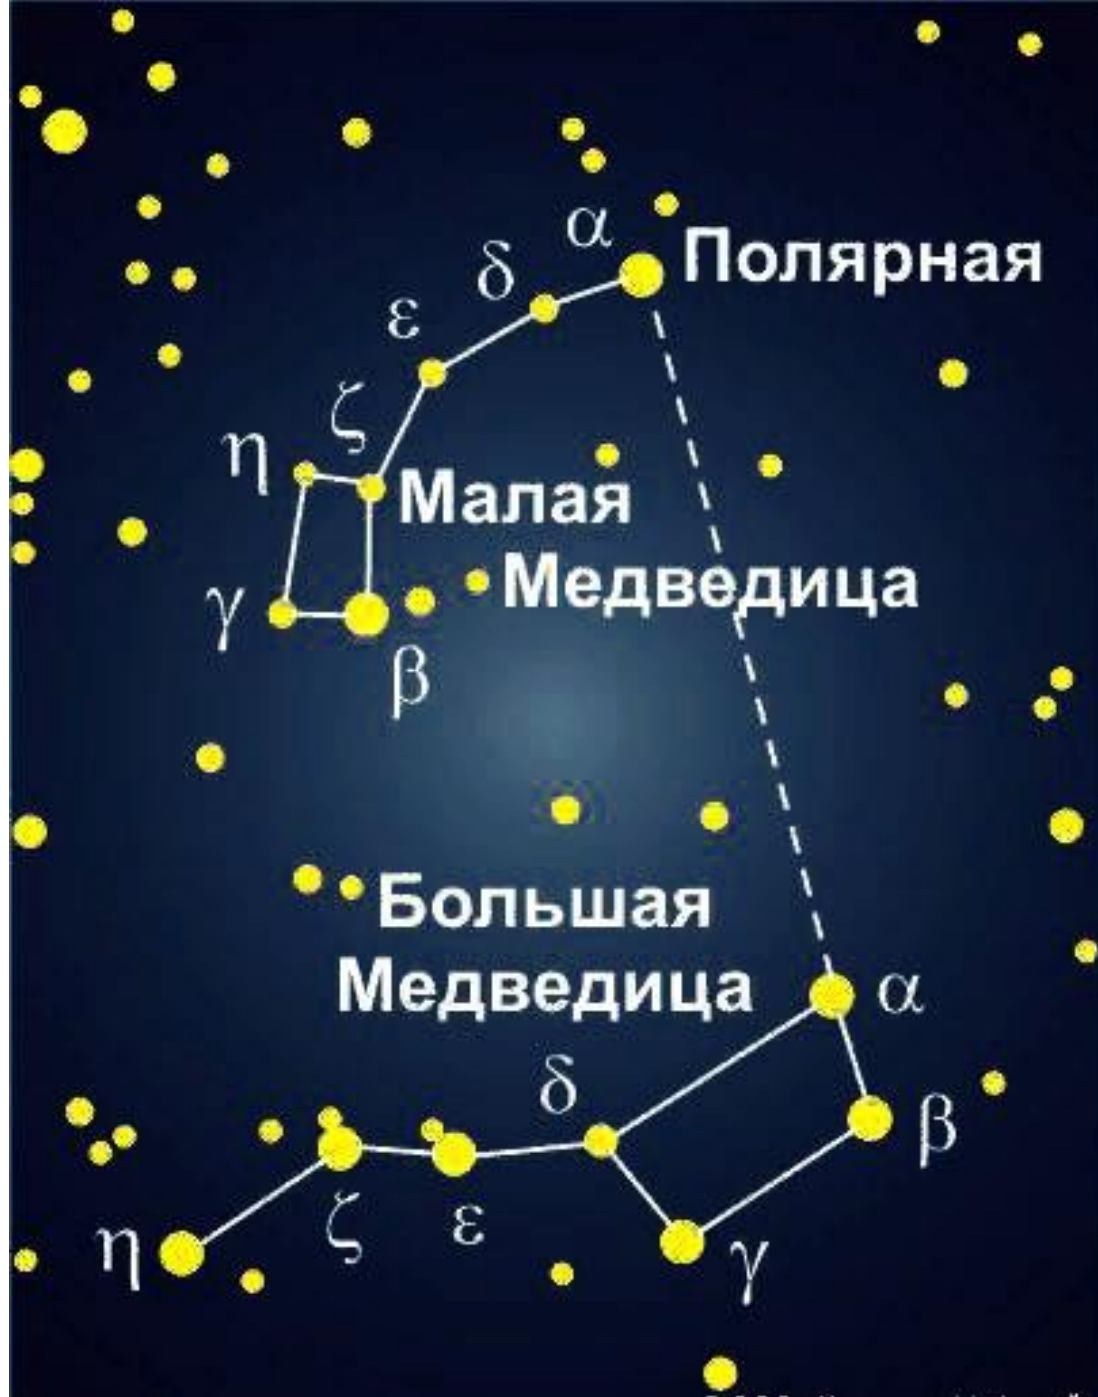 α
Полярная
δ
ε
ζ
η
Малая
Медведица
γ
β
Большая
Медведица
α
δ
β
ζ
ε
η
γ